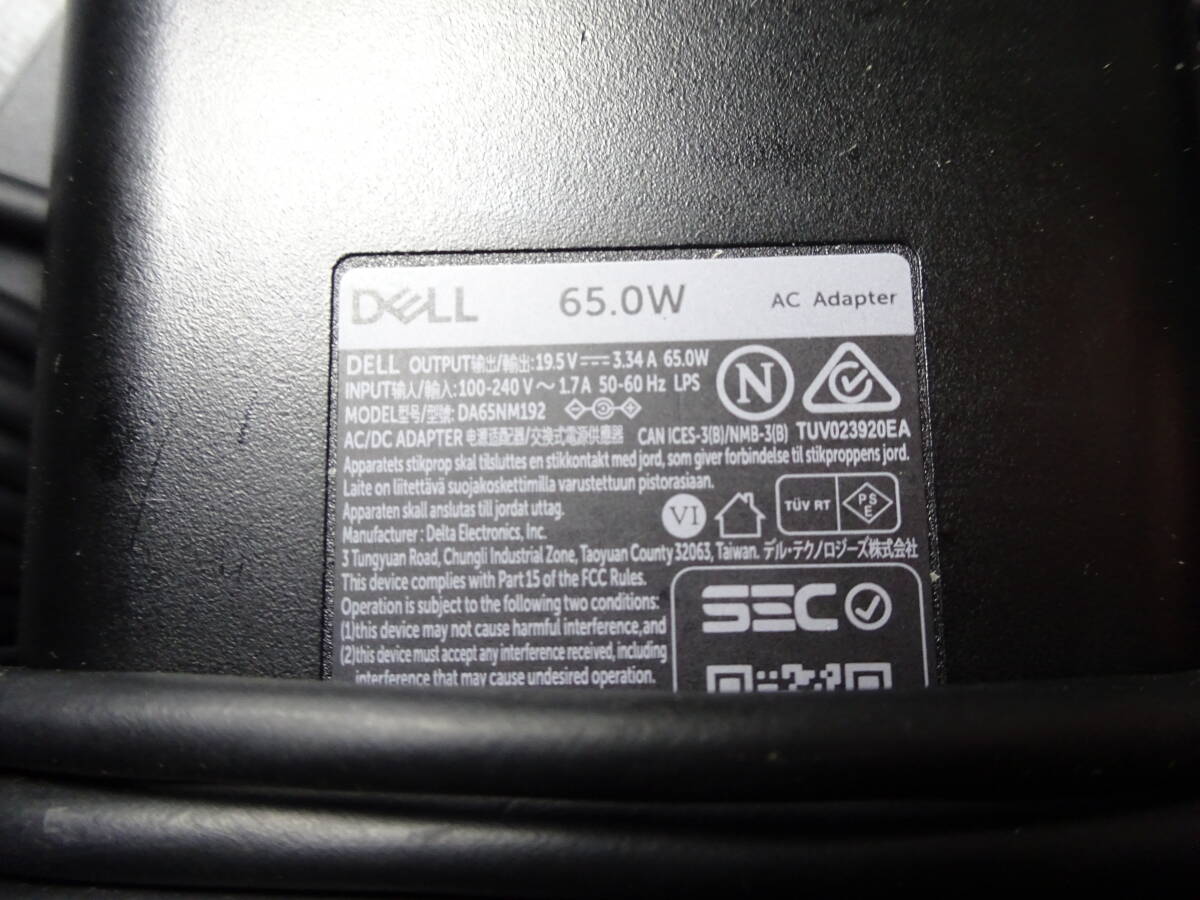 DELL 65.0W AC Adapter
DELL OUTPUT输出/輸出:19.5V⎓3.34A 65.0W
INPUT输人/輸入:100-240V～1.7A 50-60Hz LPS
MODEL型号/型號: DA65NM192
N
AC/DC ADAPTER 电源适配器/交換式電源供應器 CAN ICES-3(B)/NMB-3(B) TUV023920EA
Apparatets stikprop skal tilsluttes en stikkontakt med jord, som giver forbindelse til stikproppens jord.
Laite on liitettävä suojakoskettimilla varustettuun pistorasiaan.
Apparaten skall anslutas till jordat uttag.
VI
TÜV RT
PSE
Manufacturer : Delta Electronics, Inc.
3 Tungyuan Road, Chungli Industrial Zone, Taoyuan County 32063, Taiwan. デル・テクノロジーズ株式会社
This device complies with Part 15 of the FCC Rules.
Operation is subject to the following two conditions:
(1)this device may not cause harmful interference,and
(2)this device must accept any interference received, including
interference that may cause undesired operation.
SEC